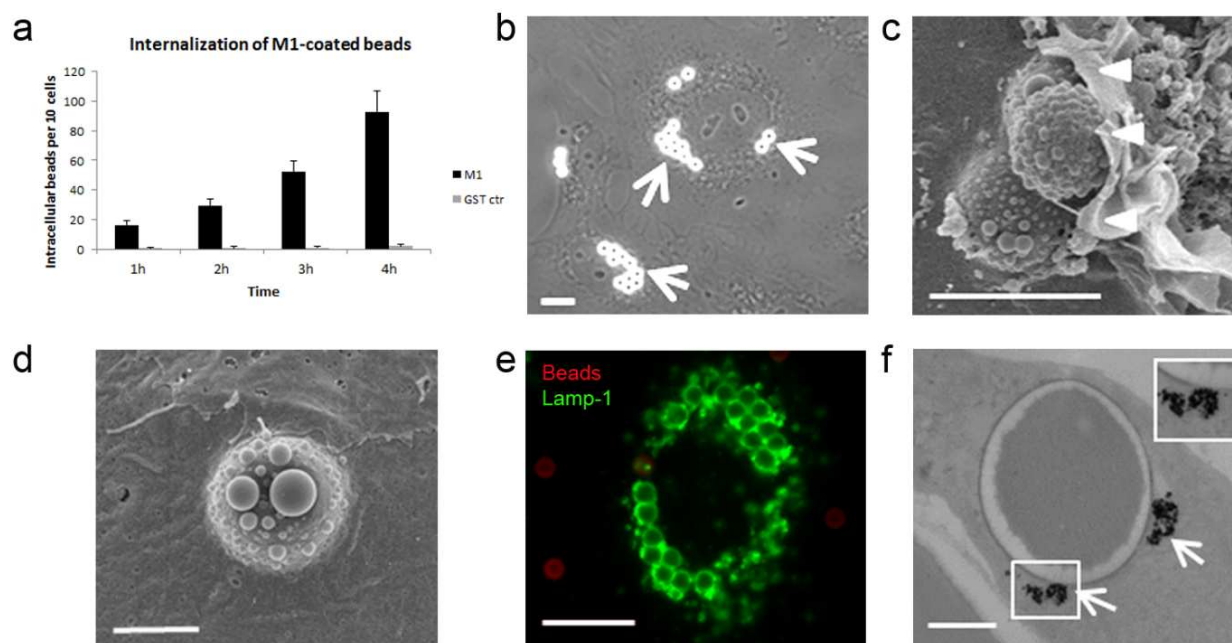 a
Internalization of M1-coated beads
Intracellular beads per 10 cells
120
100
80
60
40
20
0
1h 2h 3h 4h
Time
M1
GST ctr
b
c
d
e
Beads
Lamp-1
f